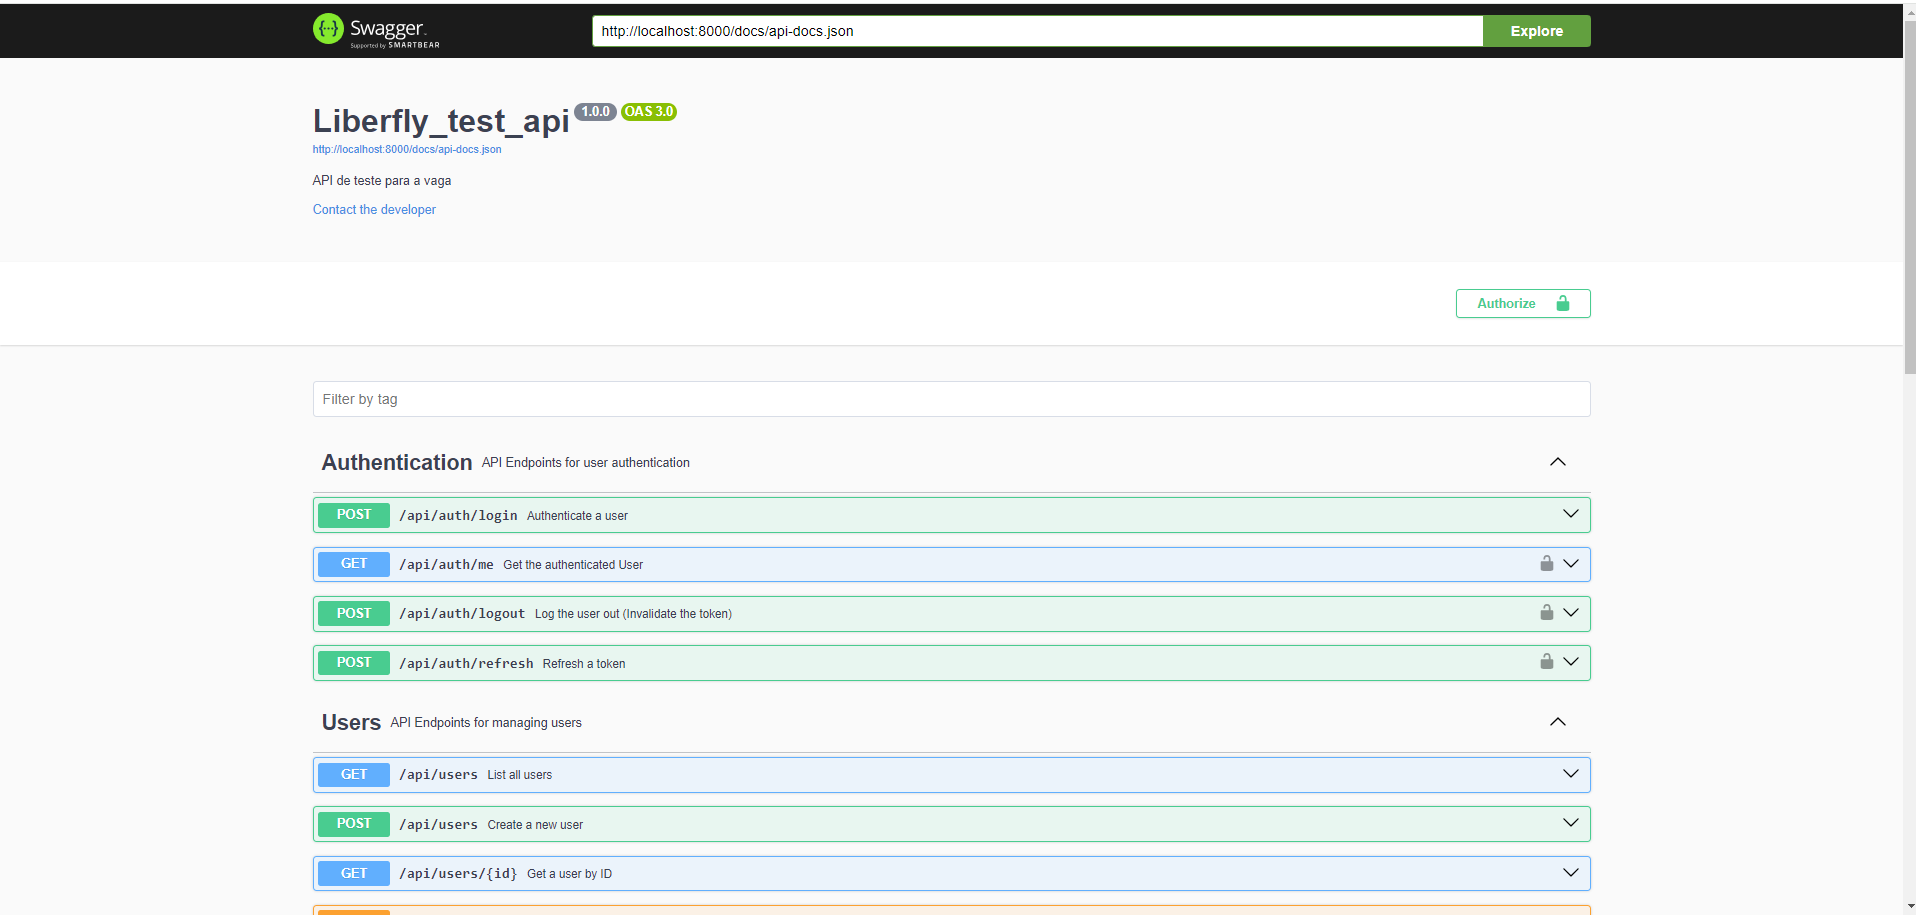 Swagger
Supported by SMARTBEAR
http://localhost:8000/docs/api-docs.json
Explore
Liberfly_test_api 1.0.0 OAS 3.0
http://localhost:8000/docs/api-docs.json
API de teste para a vaga
Contact the developer
Authorize
Filter by tag
Authentication API Endpoints for user authentication
POST /api/auth/login Authenticate a user
GET /api/auth/me Get the authenticated User
POST /api/auth/logout Log the user out (Invalidate the token)
POST /api/auth/refresh Refresh a token
Users API Endpoints for managing users
GET /api/users List all users
POST /api/users Create a new user
GET /api/users/{id} Get a user by ID